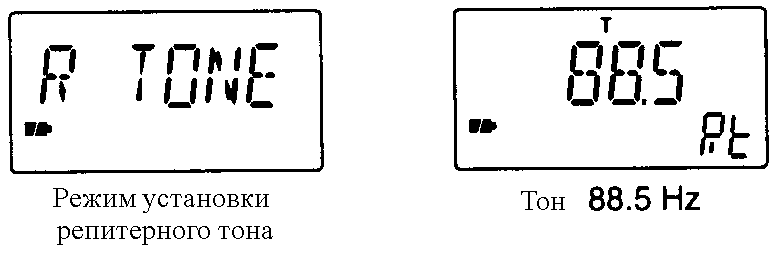 R TONE
Режим установки
репитерного тона
T
88.5
Rt
Тон 88.5 Hz